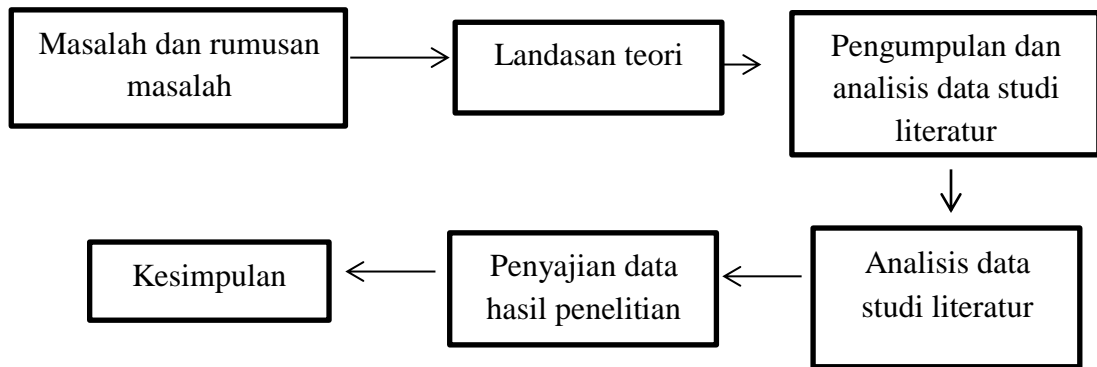 Masalah dan rumusan
masalah
Landasan teori
Pengumpulan dan
analisis data studi
literatur
Analisis data
studi literatur
Penyajian data
hasil penelitian
Kesimpulan